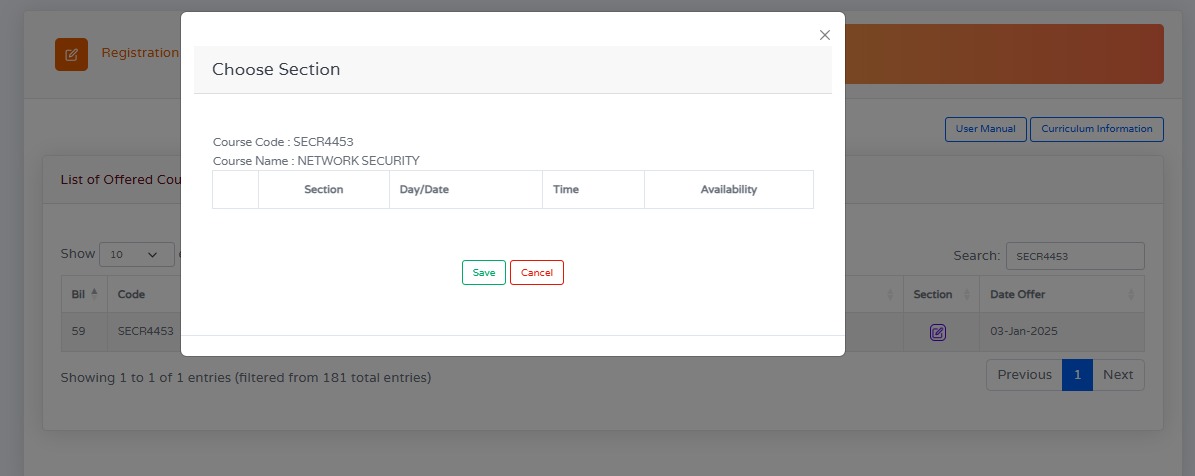 Registration
Choose Section
User Manual
Curriculum Information
Course Code : SECR4453
Course Name : NETWORK SECURITY
List of Offered Cou
Section Day/Date Time Availability
Show 10
Search: SECR4453
Save Cancel
Bil Code Section Date Offer
59 SECR4453 03-Jan-2025
Showing 1 to 1 of 1 entries (filtered from 181 total entries)
Previous 1 Next